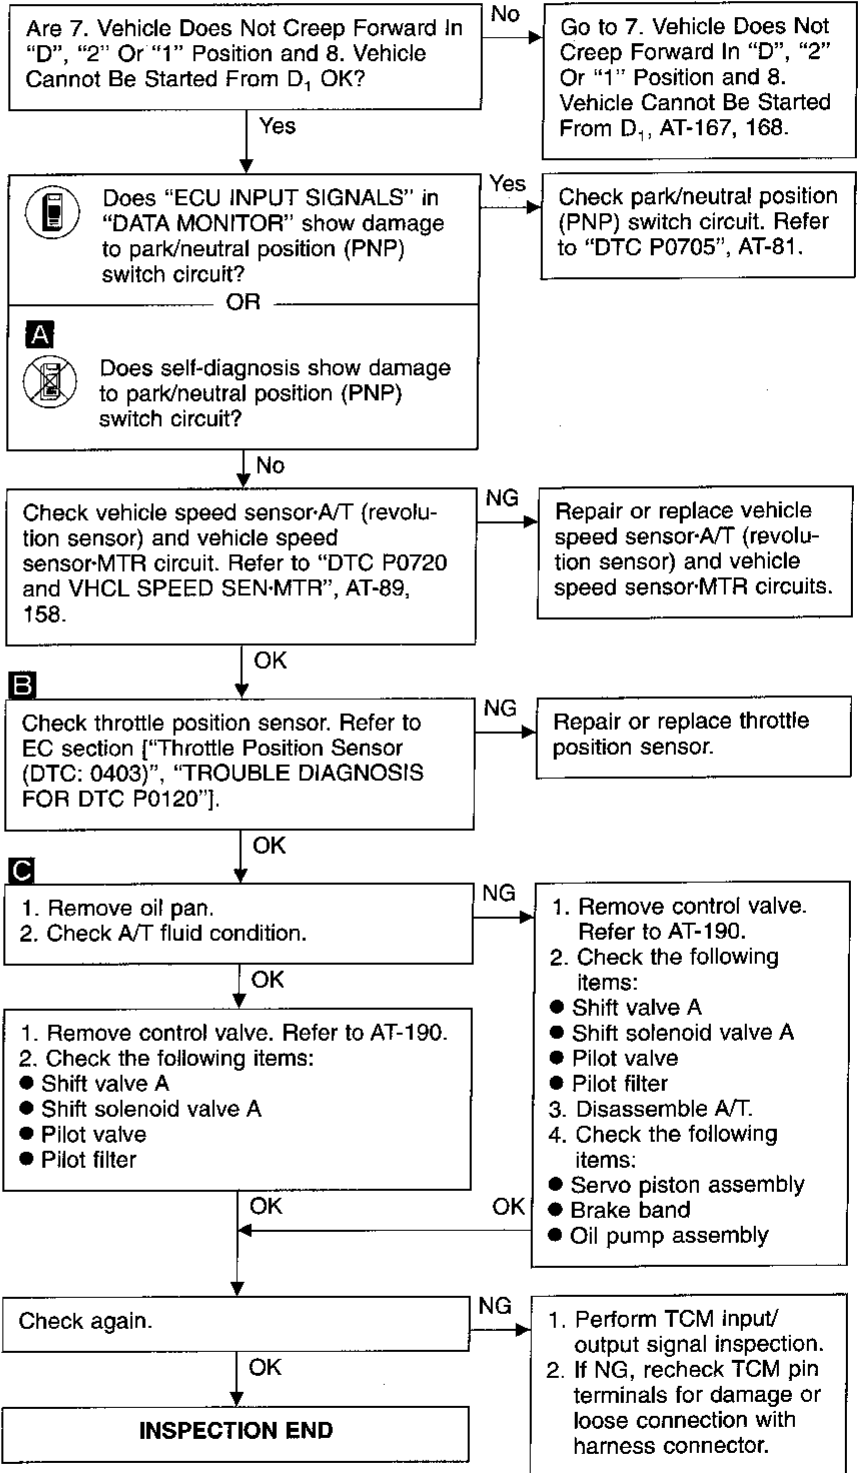 Are 7. Vehicle Does Not Creep Forward In
“D”, “2” Or “1” Position and 8. Vehicle
Cannot Be Started From D₁ OK?
No
Go to 7. Vehicle Does Not
Creep Forward In “D”, “2”
Or “1” Position and 8.
Vehicle Cannot Be Started
From D₁, AT-167, 168.
Yes
Does “ECU INPUT SIGNALS” in
“DATA MONITOR” show damage
to park/neutral position (PNP)
switch circuit?
Yes
Check park/neutral position
(PNP) switch circuit. Refer
to “DTC P0705”, AT-81.
OR
A
Does self-diagnosis show damage
to park/neutral position (PNP)
switch circuit?
No
Check vehicle speed sensor·A/T (revolu-
tion sensor) and vehicle speed
sensor·MTR circuit. Refer to “DTC P0720
and VHCL SPEED SEN·MTR”, AT-89,
158.
NG
Repair or replace vehicle
speed sensor·A/T (revolu-
tion sensor) and vehicle
speed sensor·MTR circuits.
OK
B
Check throttle position sensor. Refer to
EC section [“Throttle Position Sensor
(DTC: 0403)”, “TROUBLE DIAGNOSIS
FOR DTC P0120”].
NG
Repair or replace throttle
position sensor.
OK
C
1. Remove oil pan.
2. Check A/T fluid condition.
NG
1. Remove control valve.
Refer to AT-190.
2. Check the following
items:
● Shift valve A
● Shift solenoid valve A
● Pilot valve
● Pilot filter
3. Disassemble A/T.
4. Check the following
items:
● Servo piston assembly
● Brake band
● Oil pump assembly
OK
1. Remove control valve. Refer to AT-190.
2. Check the following items:
● Shift valve A
● Shift solenoid valve A
● Pilot valve
● Pilot filter
OK
OK
Check again.
NG
1. Perform TCM input/
output signal inspection.
2. If NG, recheck TCM pin
terminals for damage or
loose connection with
harness connector.
OK
INSPECTION END